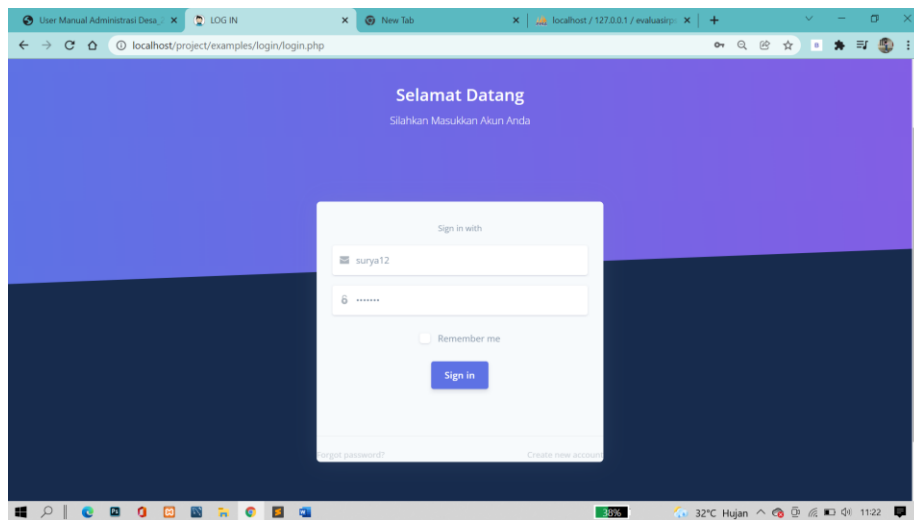 User Manual Administrasi Desa_2
LOG IN
New Tab
localhost / 127.0.0.1 / evaluasirp
localhost/project/examples/login/login.php
Selamat Datang
Silahkan Masukkan Akun Anda
Sign in with
surya12
Remember me
Sign in
Forgot password?
Create new account
38%
32°C Hujan
11:22